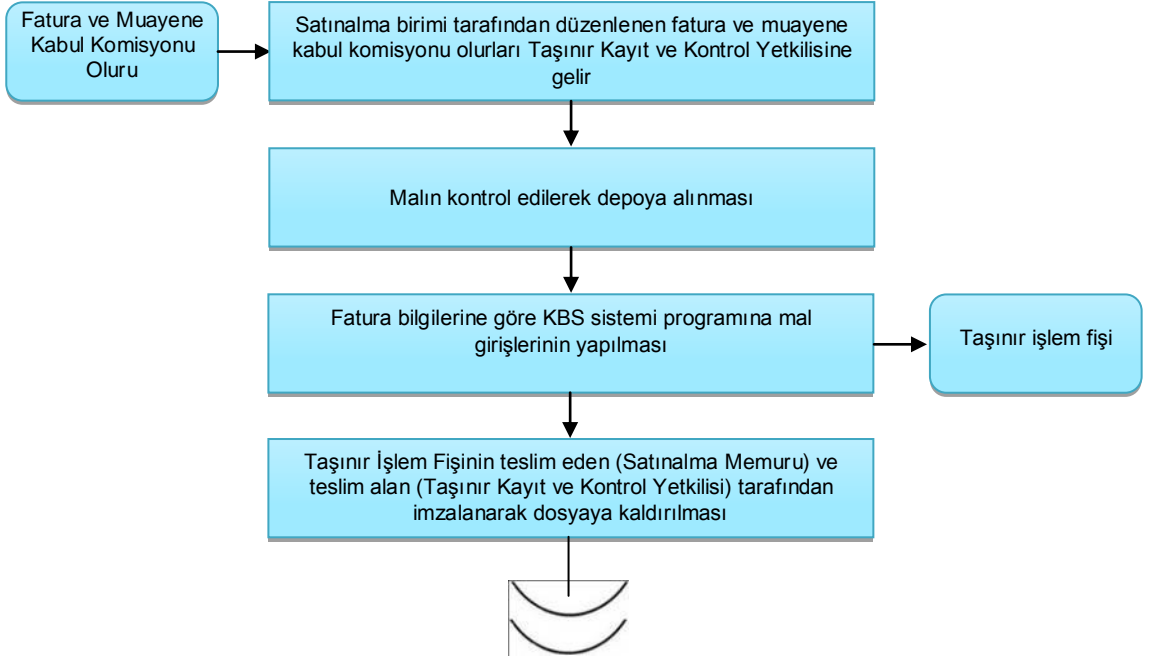 Fatura ve Muayene
Kabul Komisyonu
Oluru
Satınalma birimi tarafından düzenlenen fatura ve muayene
kabul komisyonu olurları Taşınır Kayıt ve Kontrol Yetkilisine
gelir
Malın kontrol edilerek depoya alınması
Fatura bilgilerine göre KBS sistemi programına mal
girişlerinin yapılması
Taşınır işlem fişi
Taşınır İşlem Fişinin teslim eden (Satınalma Memuru) ve
teslim alan (Taşınır Kayıt ve Kontrol Yetkilisi) tarafından
imzalanarak dosyaya kaldırılması